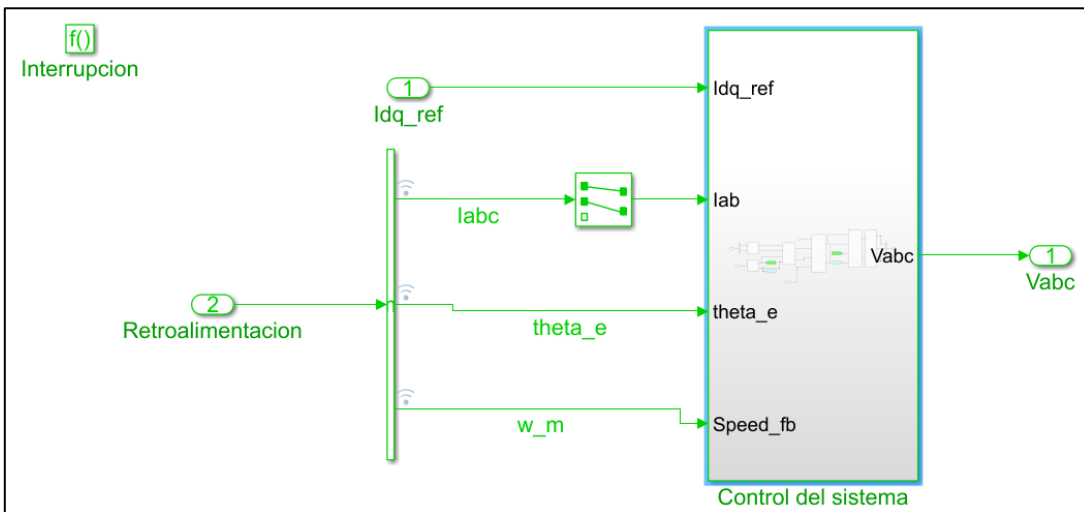 f()
Interrupcion
1
Idq_ref
Idq_ref
Iabc
Iab
Vabc
1
Vabc
2
Retroalimentacion
theta_e
theta_e
w_m
Speed_fb
Control del sistema